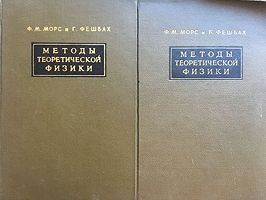 Ф. М. МОРС и Г. ФЕШБАХ
МЕТОДЫ
ТЕОРЕТИЧЕСКОЙ
ФИЗИКИ
Ф. М. МОРС и Г. ФЕШБАХ
МЕТОДЫ
ТЕОРЕТИЧЕСКОЙ
ФИЗИКИ